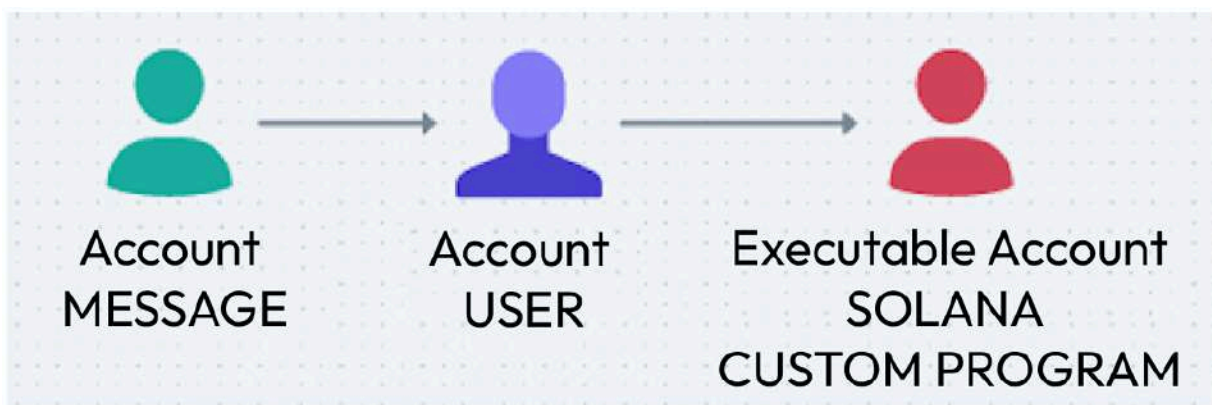 Account
MESSAGE
Account
USER
Executable Account
SOLANA
CUSTOM PROGRAM